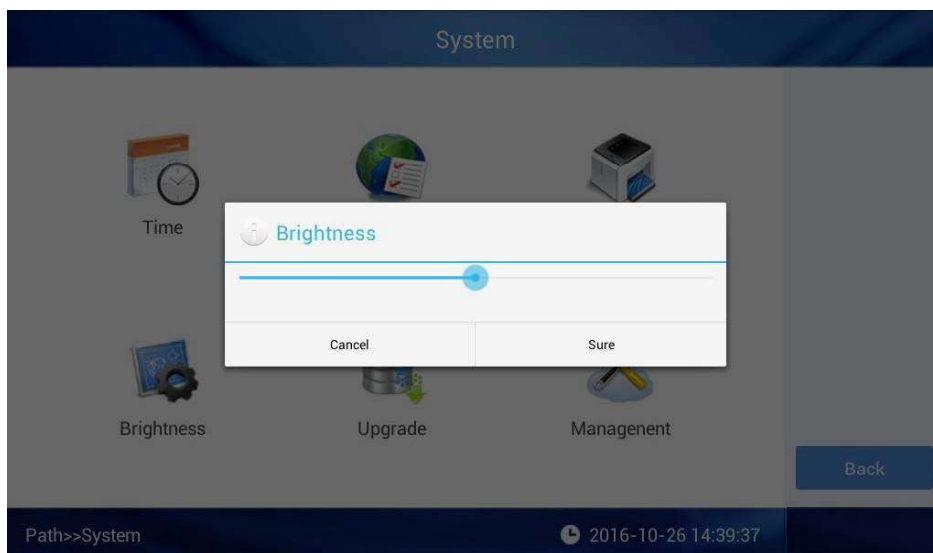 System
Time
Brightness
Cancel
Sure
Brightness
Upgrade
Managenent
Back
Path>>System
2016-10-26 14:39:37